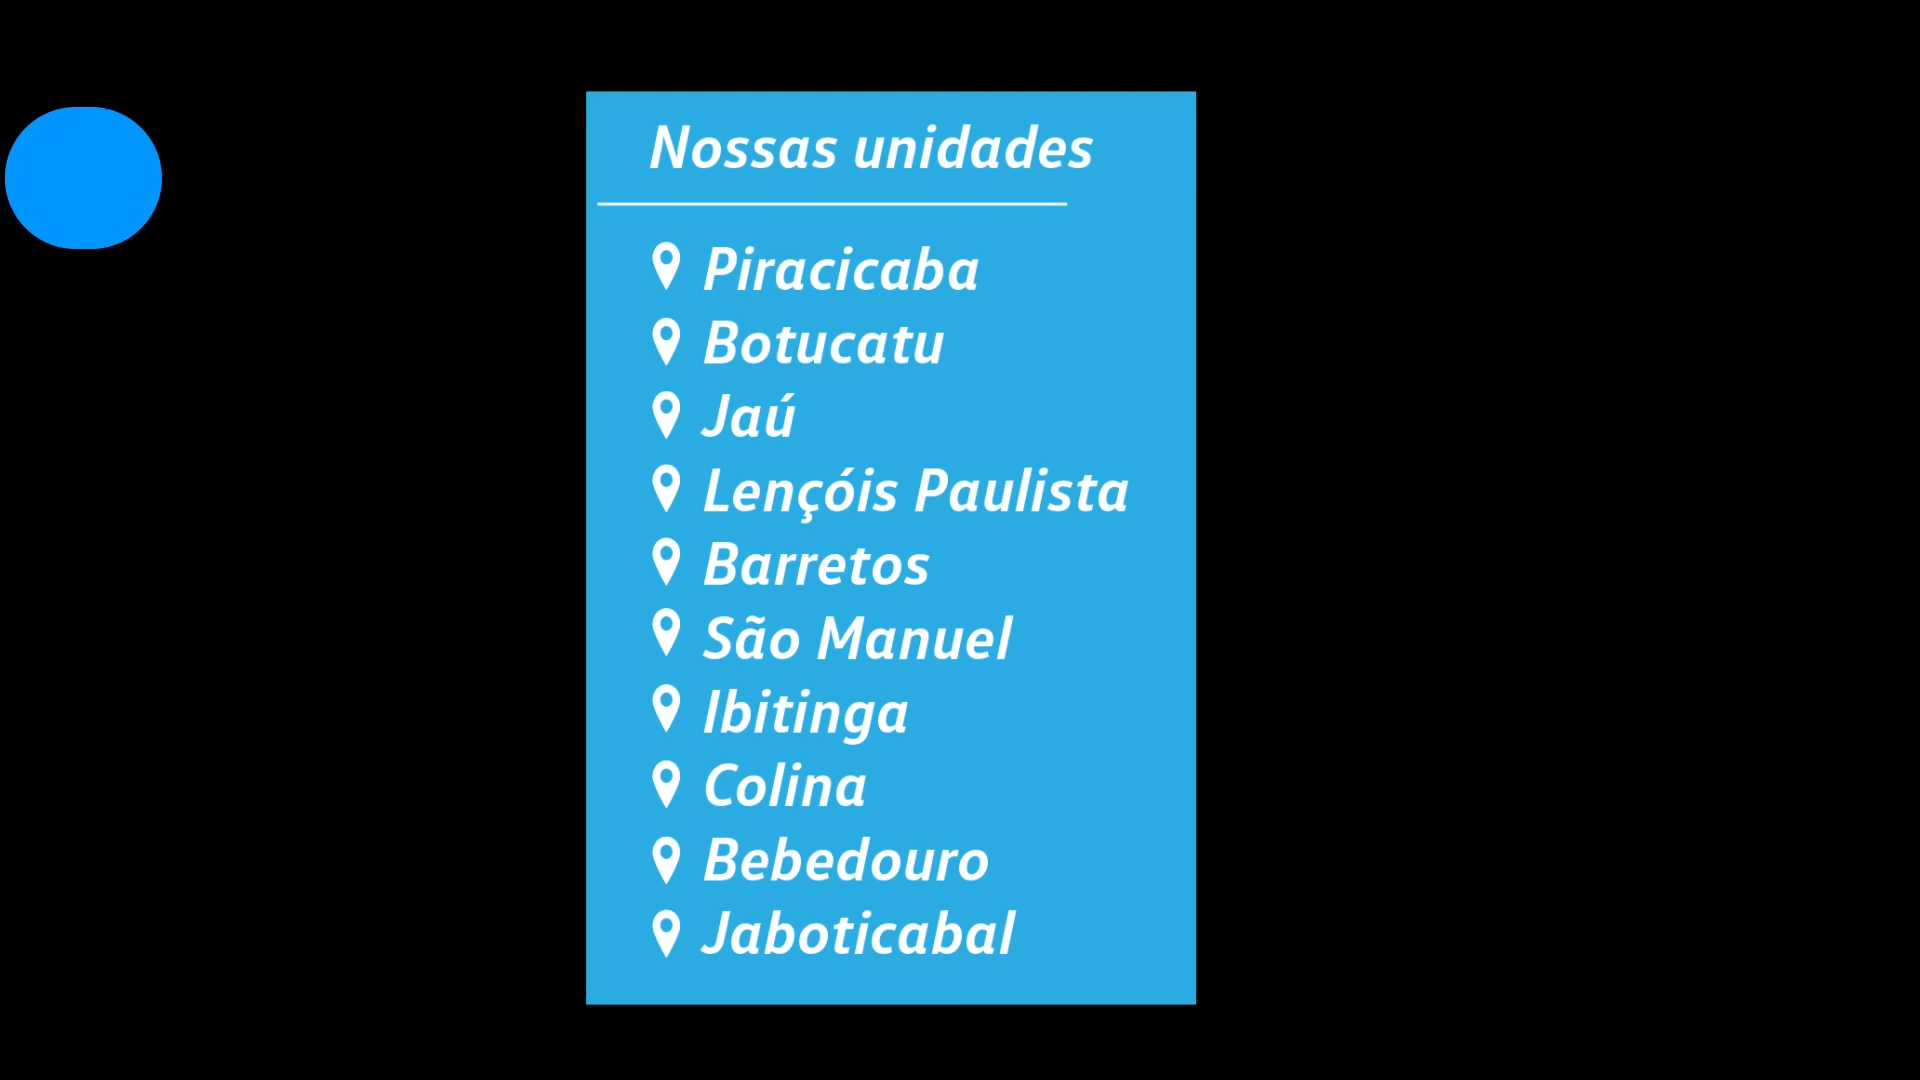 Nossas unidades
Piracicaba
Botucatu
Jaú
Lençóis Paulista
Barretos
São Manuel
Ibitinga
Colina
Bebedouro
Jaboticabal